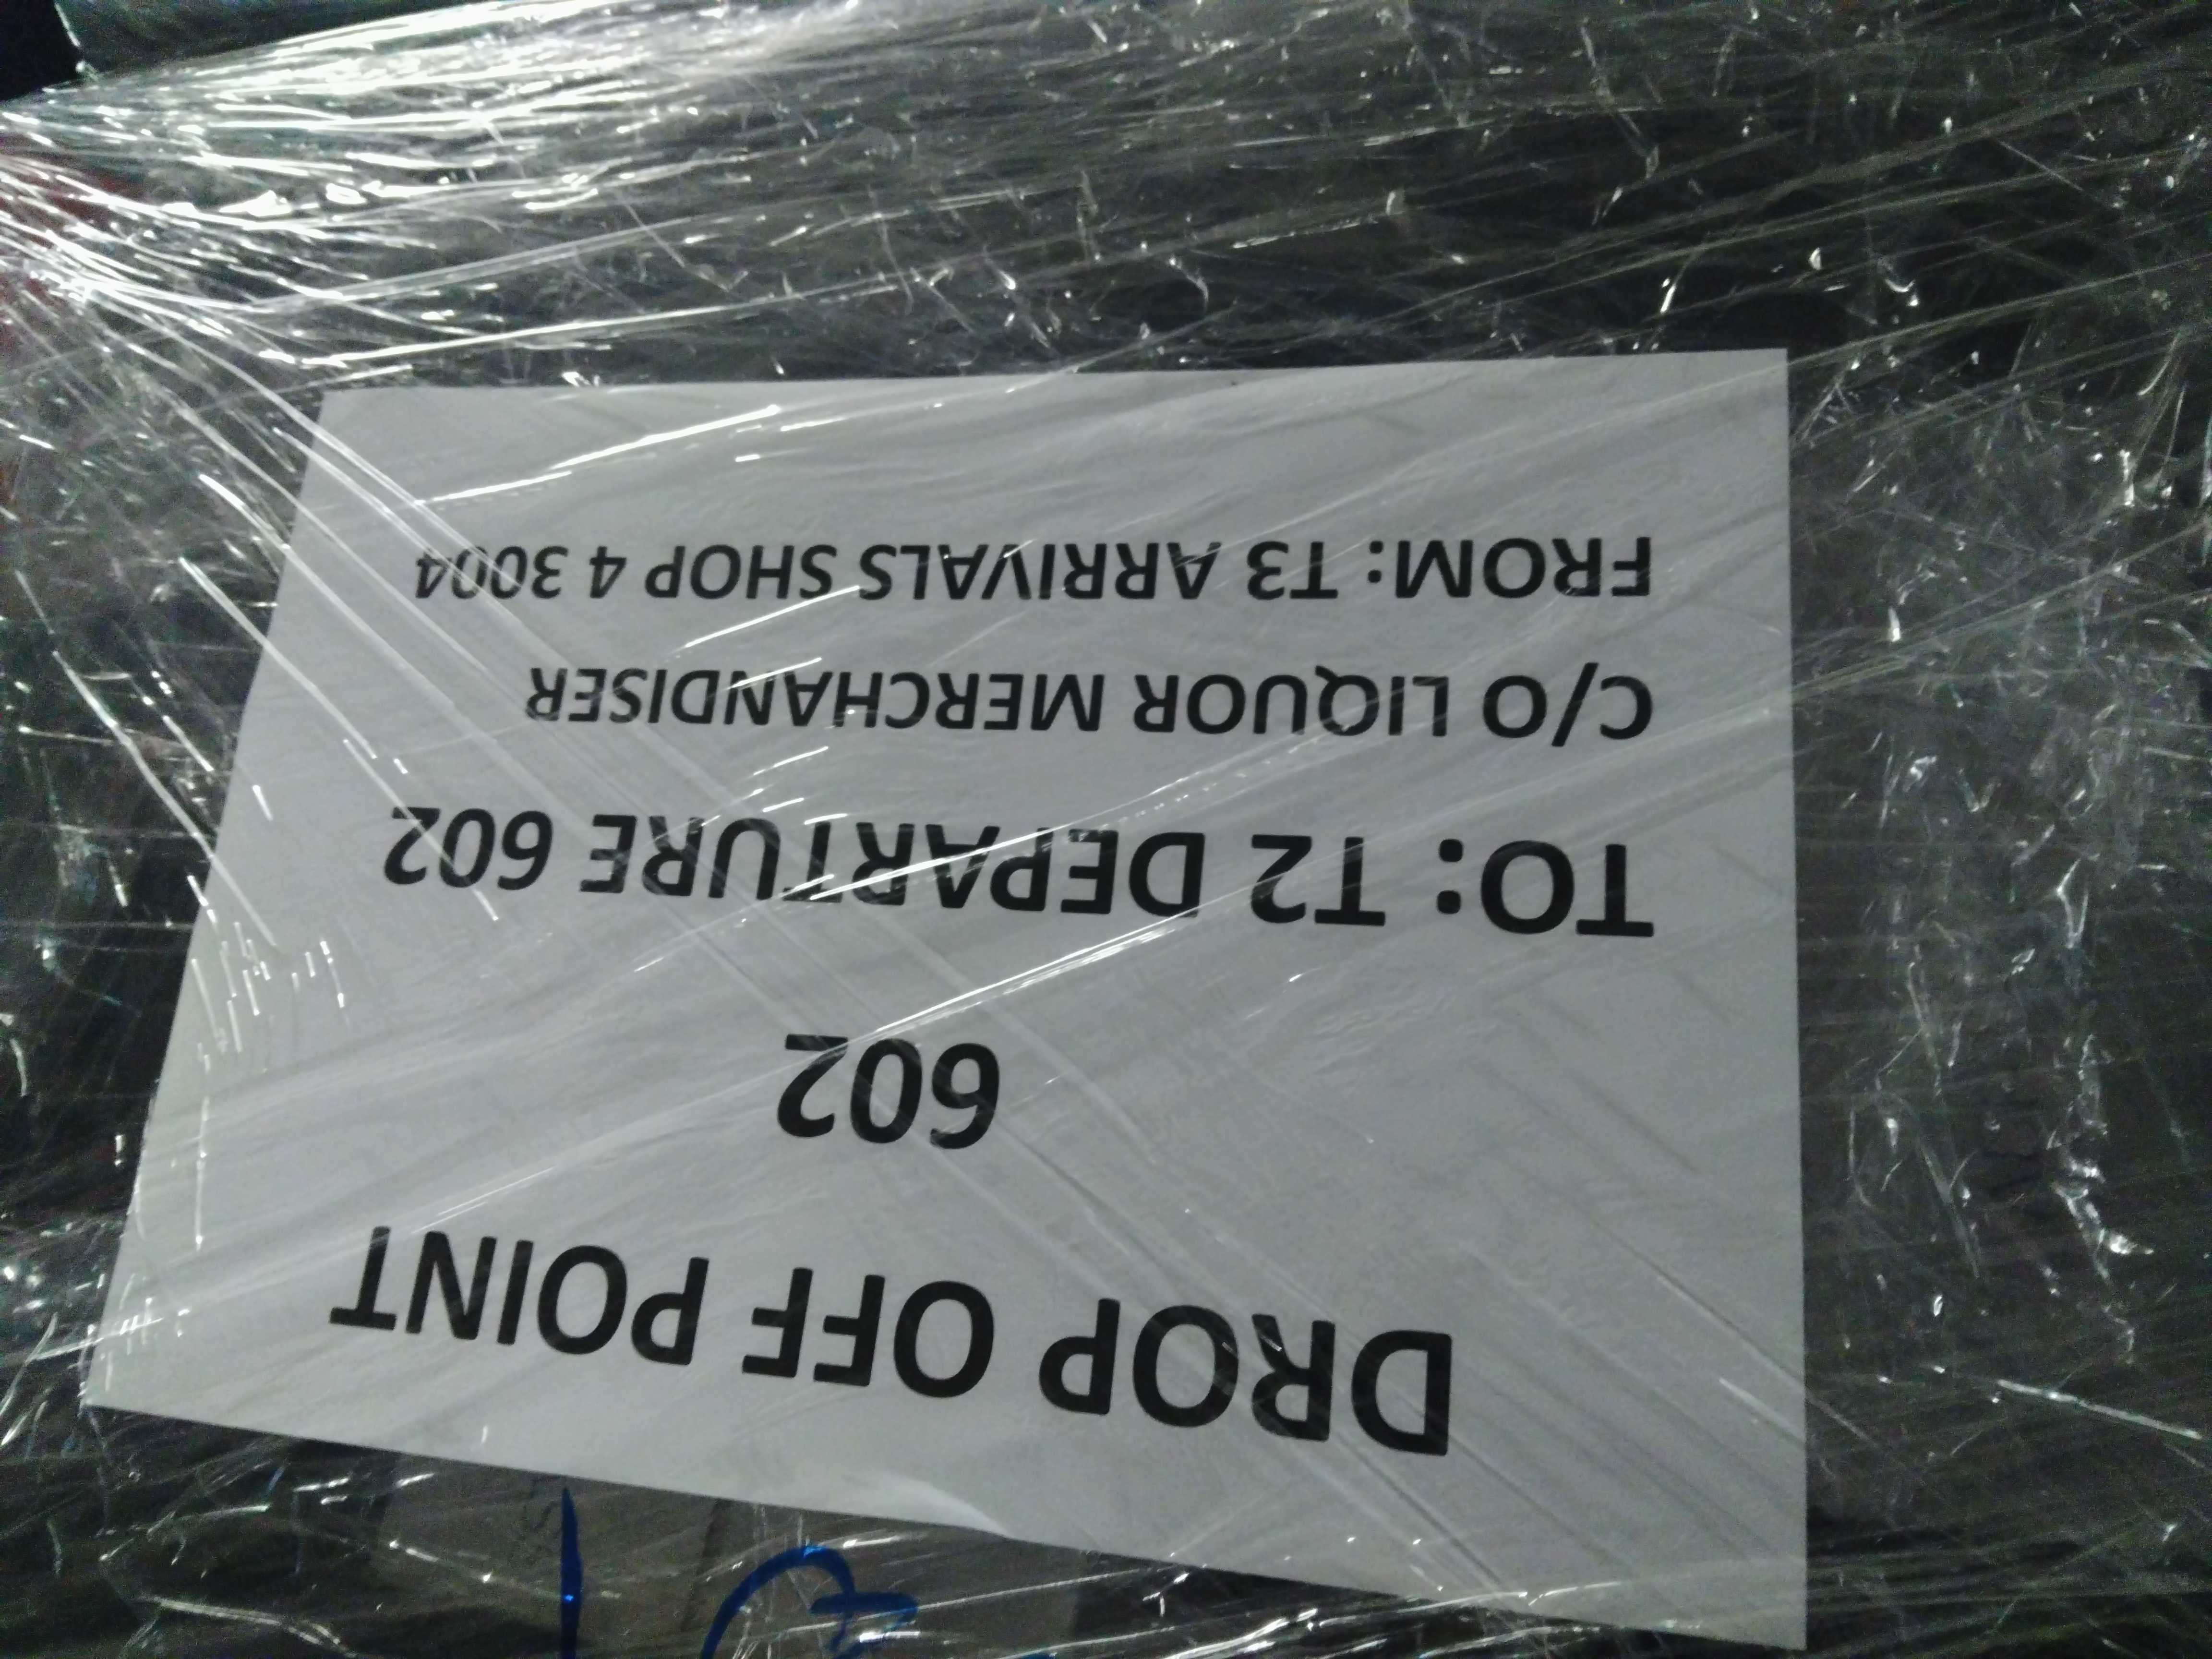 DROP OFF POINT
602
TO: T2 DEPARTURE 602
C/O LIQUOR MERCHANDISER
FROM: T3 ARRIVALS SHOP 4 3004